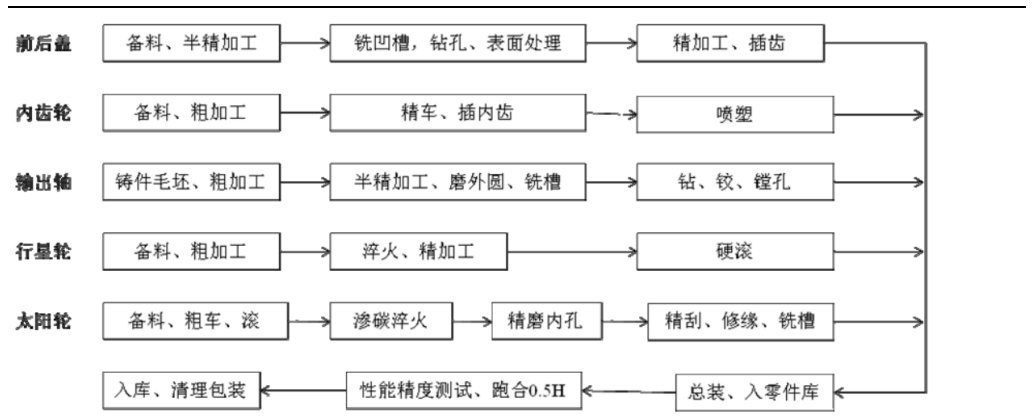 前后盖 备料、半精加工 铣凹槽，钻孔、表面处理 精加工、插齿
内齿轮 备料、粗加工 精车、插内齿 喷塑
输出轴 铸件毛坯、粗加工 半精加工、磨外圆、铣槽 钻、铰、镗孔
行星轮 备料、粗加工 淬火、精加工 硬滚
太阳轮 备料、粗车、滚 渗碳淬火 精磨内孔 精刮、修缘、铣槽
入库、清理包装 性能精度测试、跑合0.5H 总装、入零件库